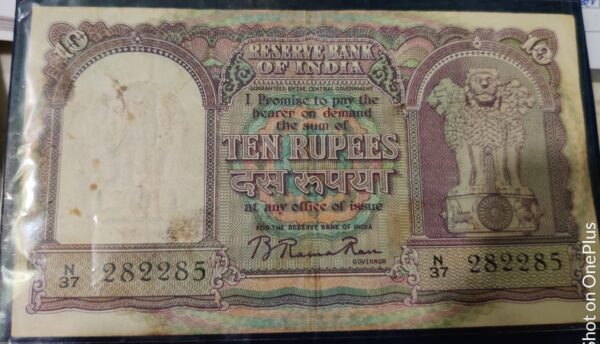 10
10
RESERVE BANK
OF INDIA
GUARANTEED BY THE CENTRAL GOVERNMENT
I Promise to pay the
bearer on demand
the sum of
TEN RUPEES
दस रूपया
at any office of issue
FOR THE RESERVE BANK OF INDIA
B. Rama Rau
GOVERNOR
N/37 282285
N/37 282285
Shot on OnePlus